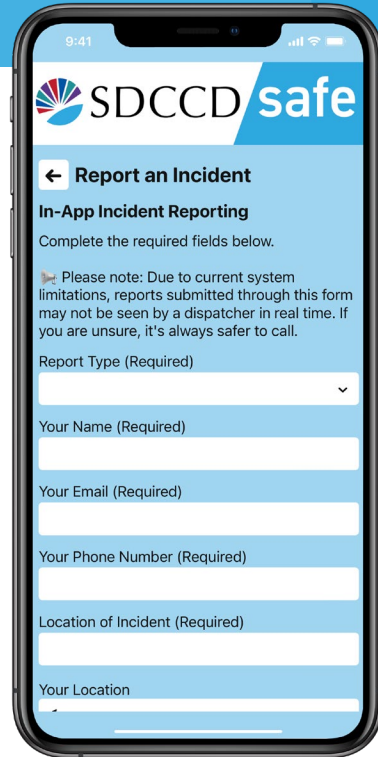 9:41
SDCCD safe
Report an Incident
In-App Incident Reporting
Complete the required fields below.
Please note: Due to current system
limitations, reports submitted through this form
may not be seen by a dispatcher in real time. If
you are unsure, it's always safer to call.
Report Type (Required)
Your Name (Required)
Your Email (Required)
Your Phone Number (Required)
Location of Incident (Required)
Your Location